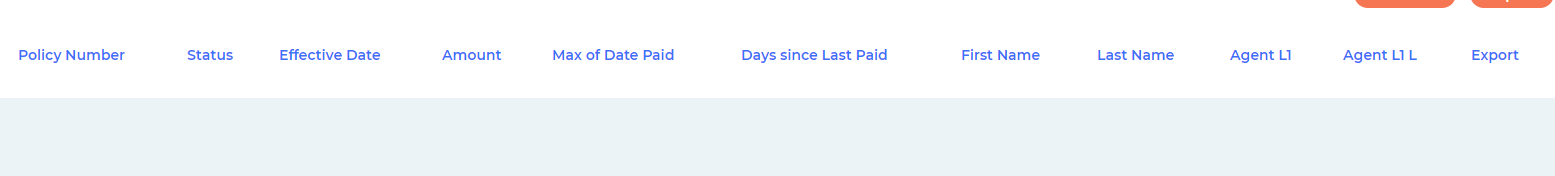 Policy Number Status Effective Date Amount Max of Date Paid Days since Last Paid First Name Last Name Agent L1 Agent L1 L Export